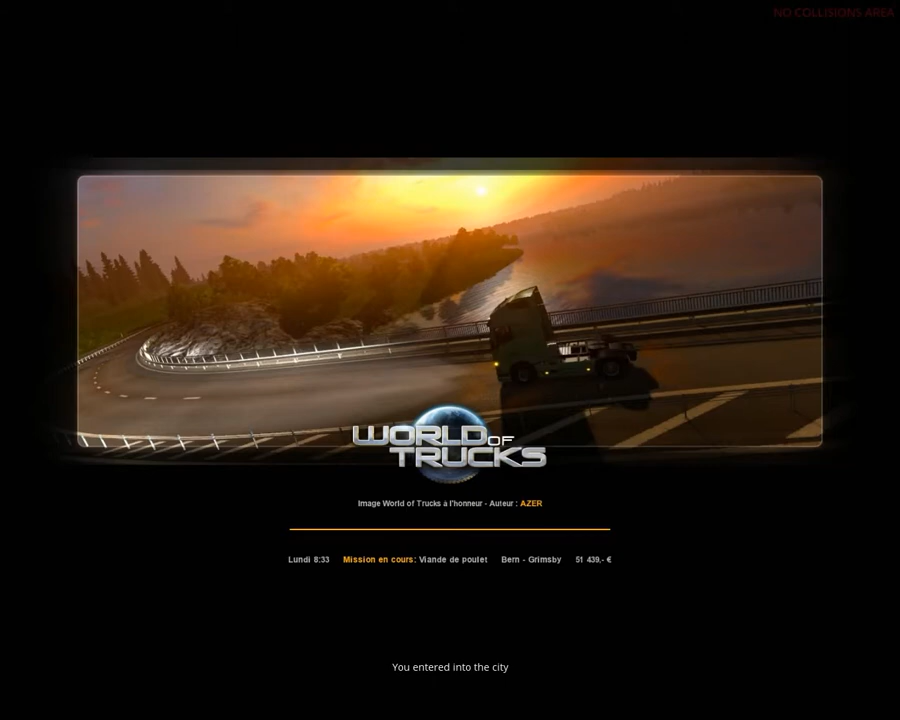 NO COLLISIONS AREA
WORLD OF
TRUCKS
Image World of Trucks à l'honneur - Auteur : AZER
Lundi 8:33 Mission en cours: Viande de poulet Bern - Grimsby 51 439,- €
You entered into the city